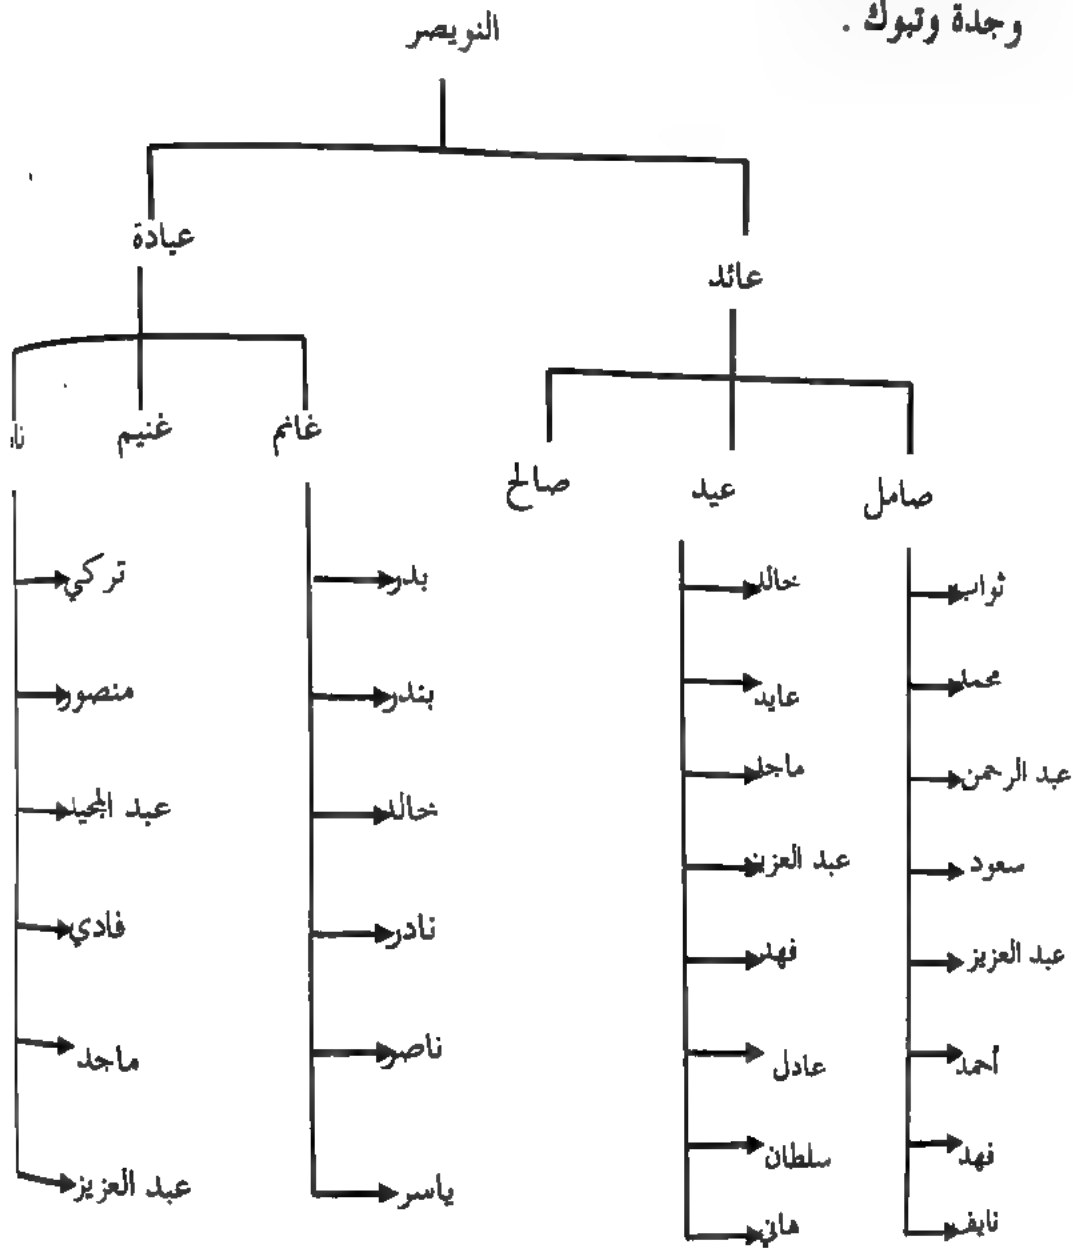 وجدة وتبوك .
النويصر
عائد
عيادة
صامل
عيد
صالح
غانم
غنيم
ثواب
محمد
عبد الرحمن
سعود
عبد العزيز
أحمد
فهد
نايف
خالد
عايد
ماجد
عبد العزيز
فهد
عادل
سلطان
هاني
بدر
بندر
خالد
نادر
ناصر
ياسر
تركي
منصور
عبد المجيد
فادي
ماجد
عبد العزيز